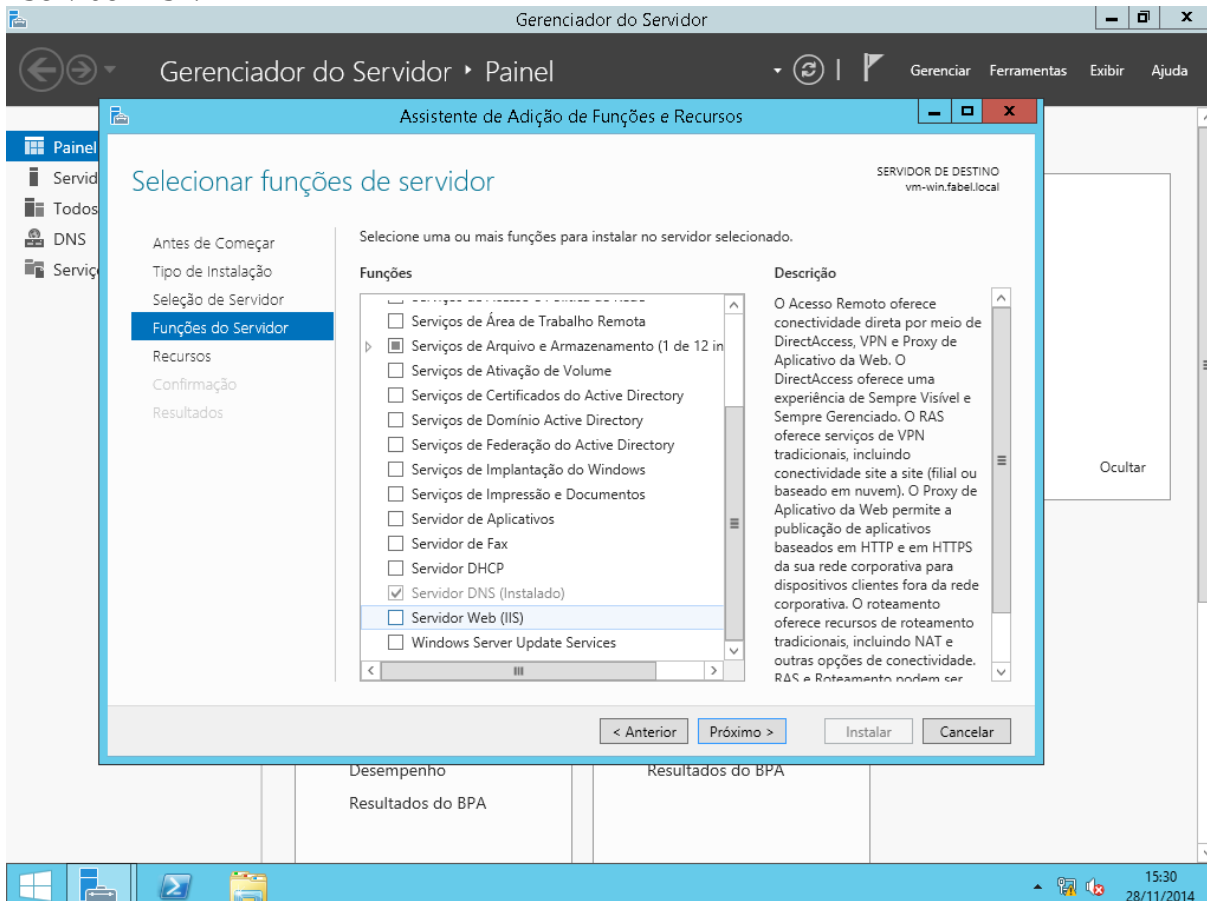 Gerenciador do Servidor
Gerenciador do Servidor ‣ Painel
Gerenciar Ferramentas Exibir Ajuda
Assistente de Adição de Funções e Recursos
Painel
Servid
Todos
DNS
Serviç
Selecionar funções de servidor
SERVIDOR DE DESTINO
vm-win.fabel.local
Antes de Começar
Tipo de Instalação
Seleção de Servidor
Funções do Servidor
Recursos
Confirmação
Resultados
Selecione uma ou mais funções para instalar no servidor selecionado.
Funções
Serviços de Área de Trabalho Remota
Serviços de Arquivo e Armazenamento (1 de 12 in
Serviços de Ativação de Volume
Serviços de Certificados do Active Directory
Serviços de Domínio Active Directory
Serviços de Federação do Active Directory
Serviços de Implantação do Windows
Serviços de Impressão e Documentos
Servidor de Aplicativos
Servidor de Fax
Servidor DHCP
Servidor DNS (Instalado)
Servidor Web (IIS)
Windows Server Update Services
Descrição
O Acesso Remoto oferece
conectividade direta por meio de
DirectAccess, VPN e Proxy de
Aplicativo da Web. O
DirectAccess oferece uma
experiência de Sempre Visível e
Sempre Gerenciado. O RAS
oferece serviços de VPN
tradicionais, incluindo
conectividade site a site (filial ou
baseado em nuvem). O Proxy de
Aplicativo da Web permite a
publicação de aplicativos
baseados em HTTP e em HTTPS
da sua rede corporativa para
dispositivos clientes fora da rede
corporativa. O roteamento
oferece recursos de roteamento
tradicionais, incluindo NAT e
outras opções de conectividade.
RAS e Roteamento podem ser
Ocultar
< Anterior Próximo > Instalar Cancelar
Desempenho
Resultados do BPA
Resultados do BPA
15:30
28/11/2014